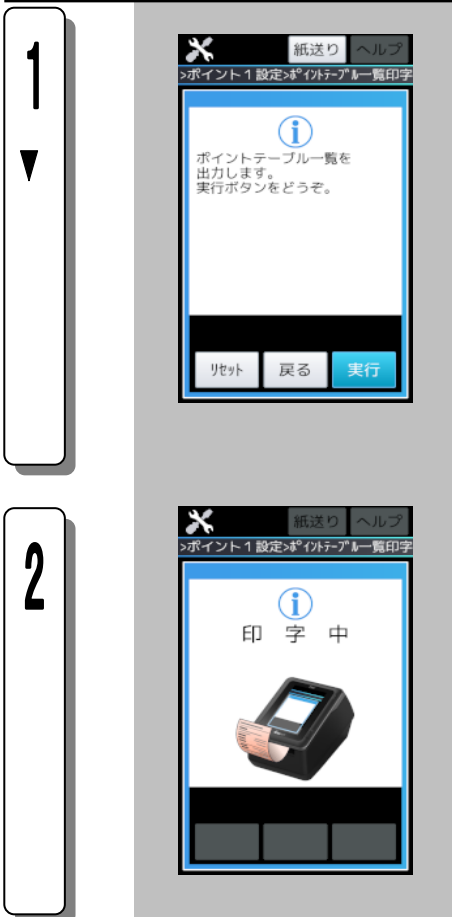 1
紙送り ヘルプ
>ポイント1設定>ﾎﾟｲﾝﾄﾃｰﾌﾞﾙ一覧印字
ポイントテーブル一覧を
出力します。
実行ボタンをどうぞ。
ﾘｾｯﾄ 戻る 実行
2
紙送り ヘルプ
>ポイント1設定>ﾎﾟｲﾝﾄﾃｰﾌﾞﾙ一覧印字
印 字 中